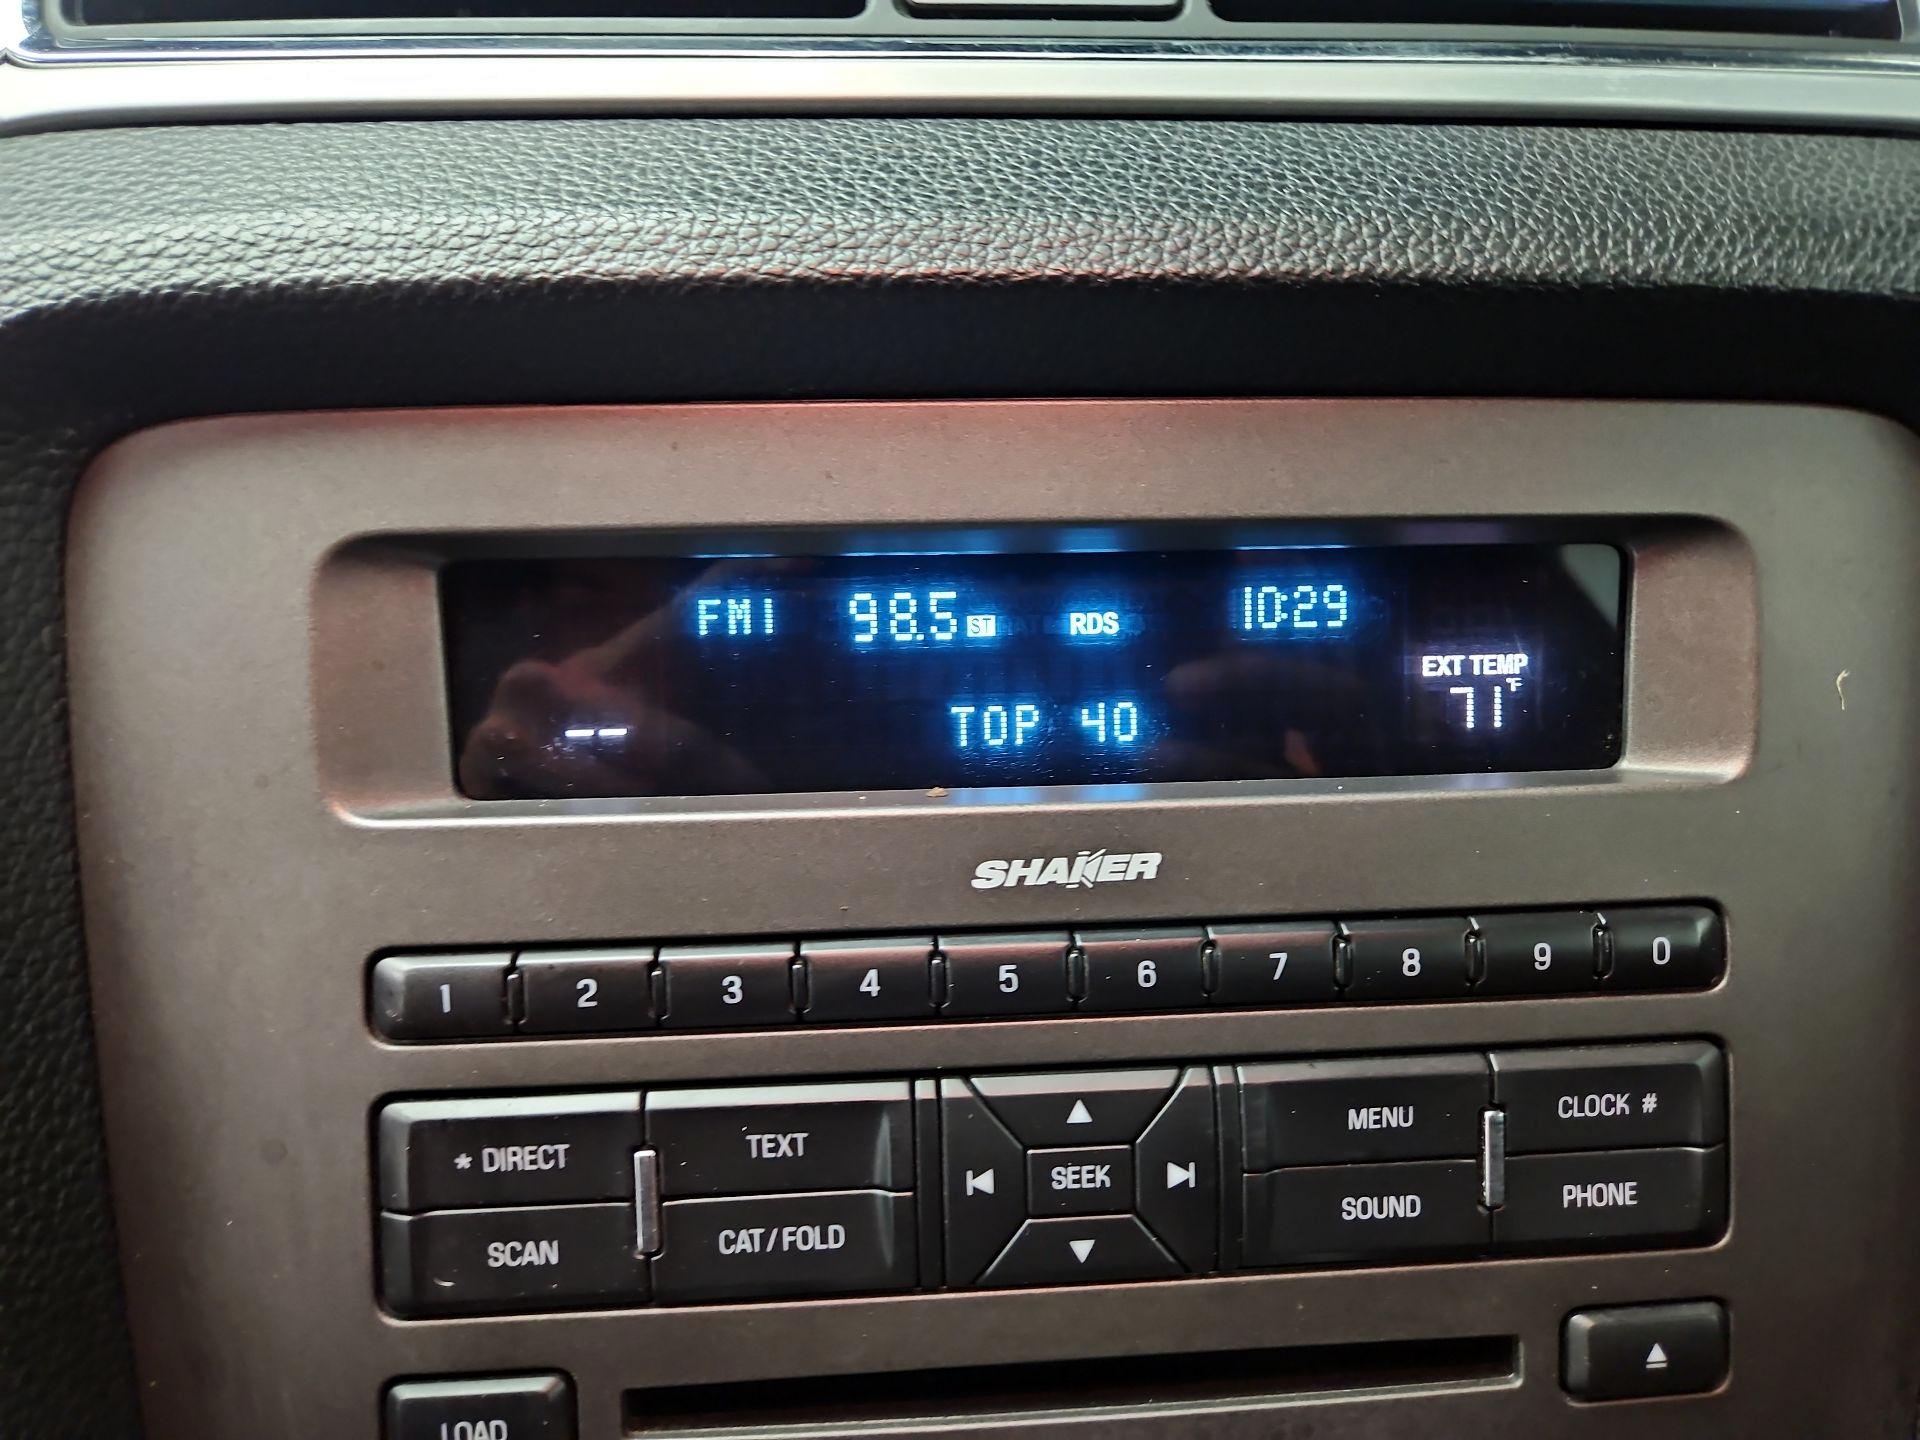 FM1 98.5 ST RDS 10:29
EXT TEMP
-- TOP 40 71°F
SHAKER
1 2 3 4 5 6 7 8 9 0
* DIRECT TEXT SEEK MENU CLOCK #
SCAN CAT/FOLD SOUND PHONE
LOAD